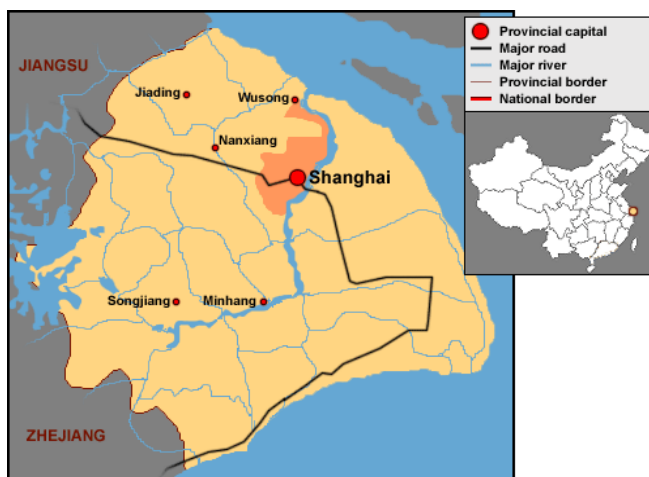 JIANGSU
Jiading
Wusong
Nanxiang
Shanghai
Songjiang
Minhang
ZHEJIANG
Provincial capital
Major road
Major river
Provincial border
National border